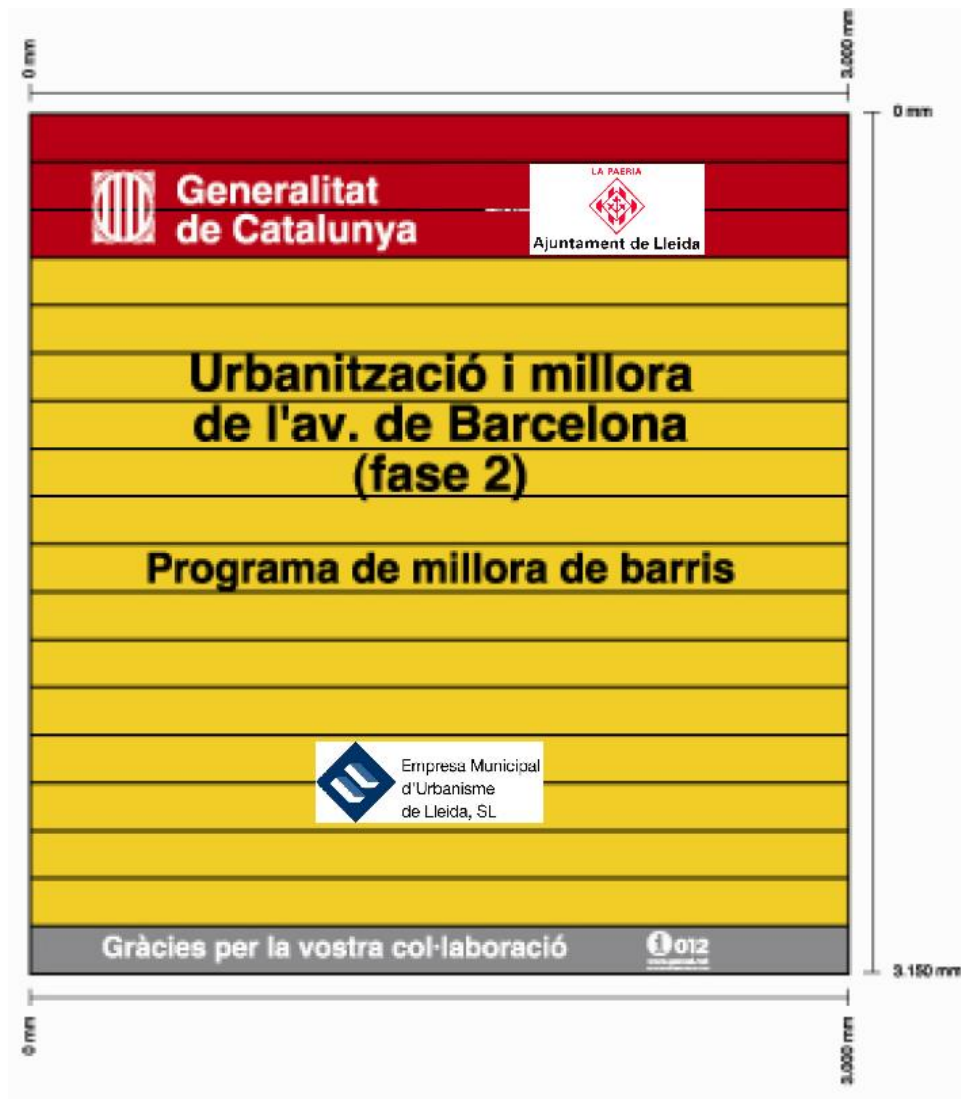 0 mm
3.000 mm
0 mm
Generalitat
de Catalunya
LA PAERIA
Ajuntament de Lleida
Urbanització i millora
de l'av. de Barcelona
(fase 2)
Programa de millora de barris
Empresa Municipal
d'Urbanisme
de Lleida, SL
Gràcies per la vostra col·laboració
i 012
3.150 mm
0 mm
3.000 mm